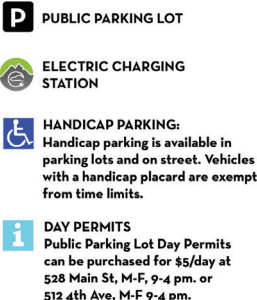 P PUBLIC PARKING LOT
ELECTRIC CHARGING
STATION
HANDICAP PARKING:
Handicap parking is available in
parking lots and on street. Vehicles
with a handicap placard are exempt
from time limits.
i DAY PERMITS
Public Parking Lot Day Permits
can be purchased for $5/day at
528 Main St, M-F, 9-4 pm. or
512 4th Ave, M-F 9-4 pm.